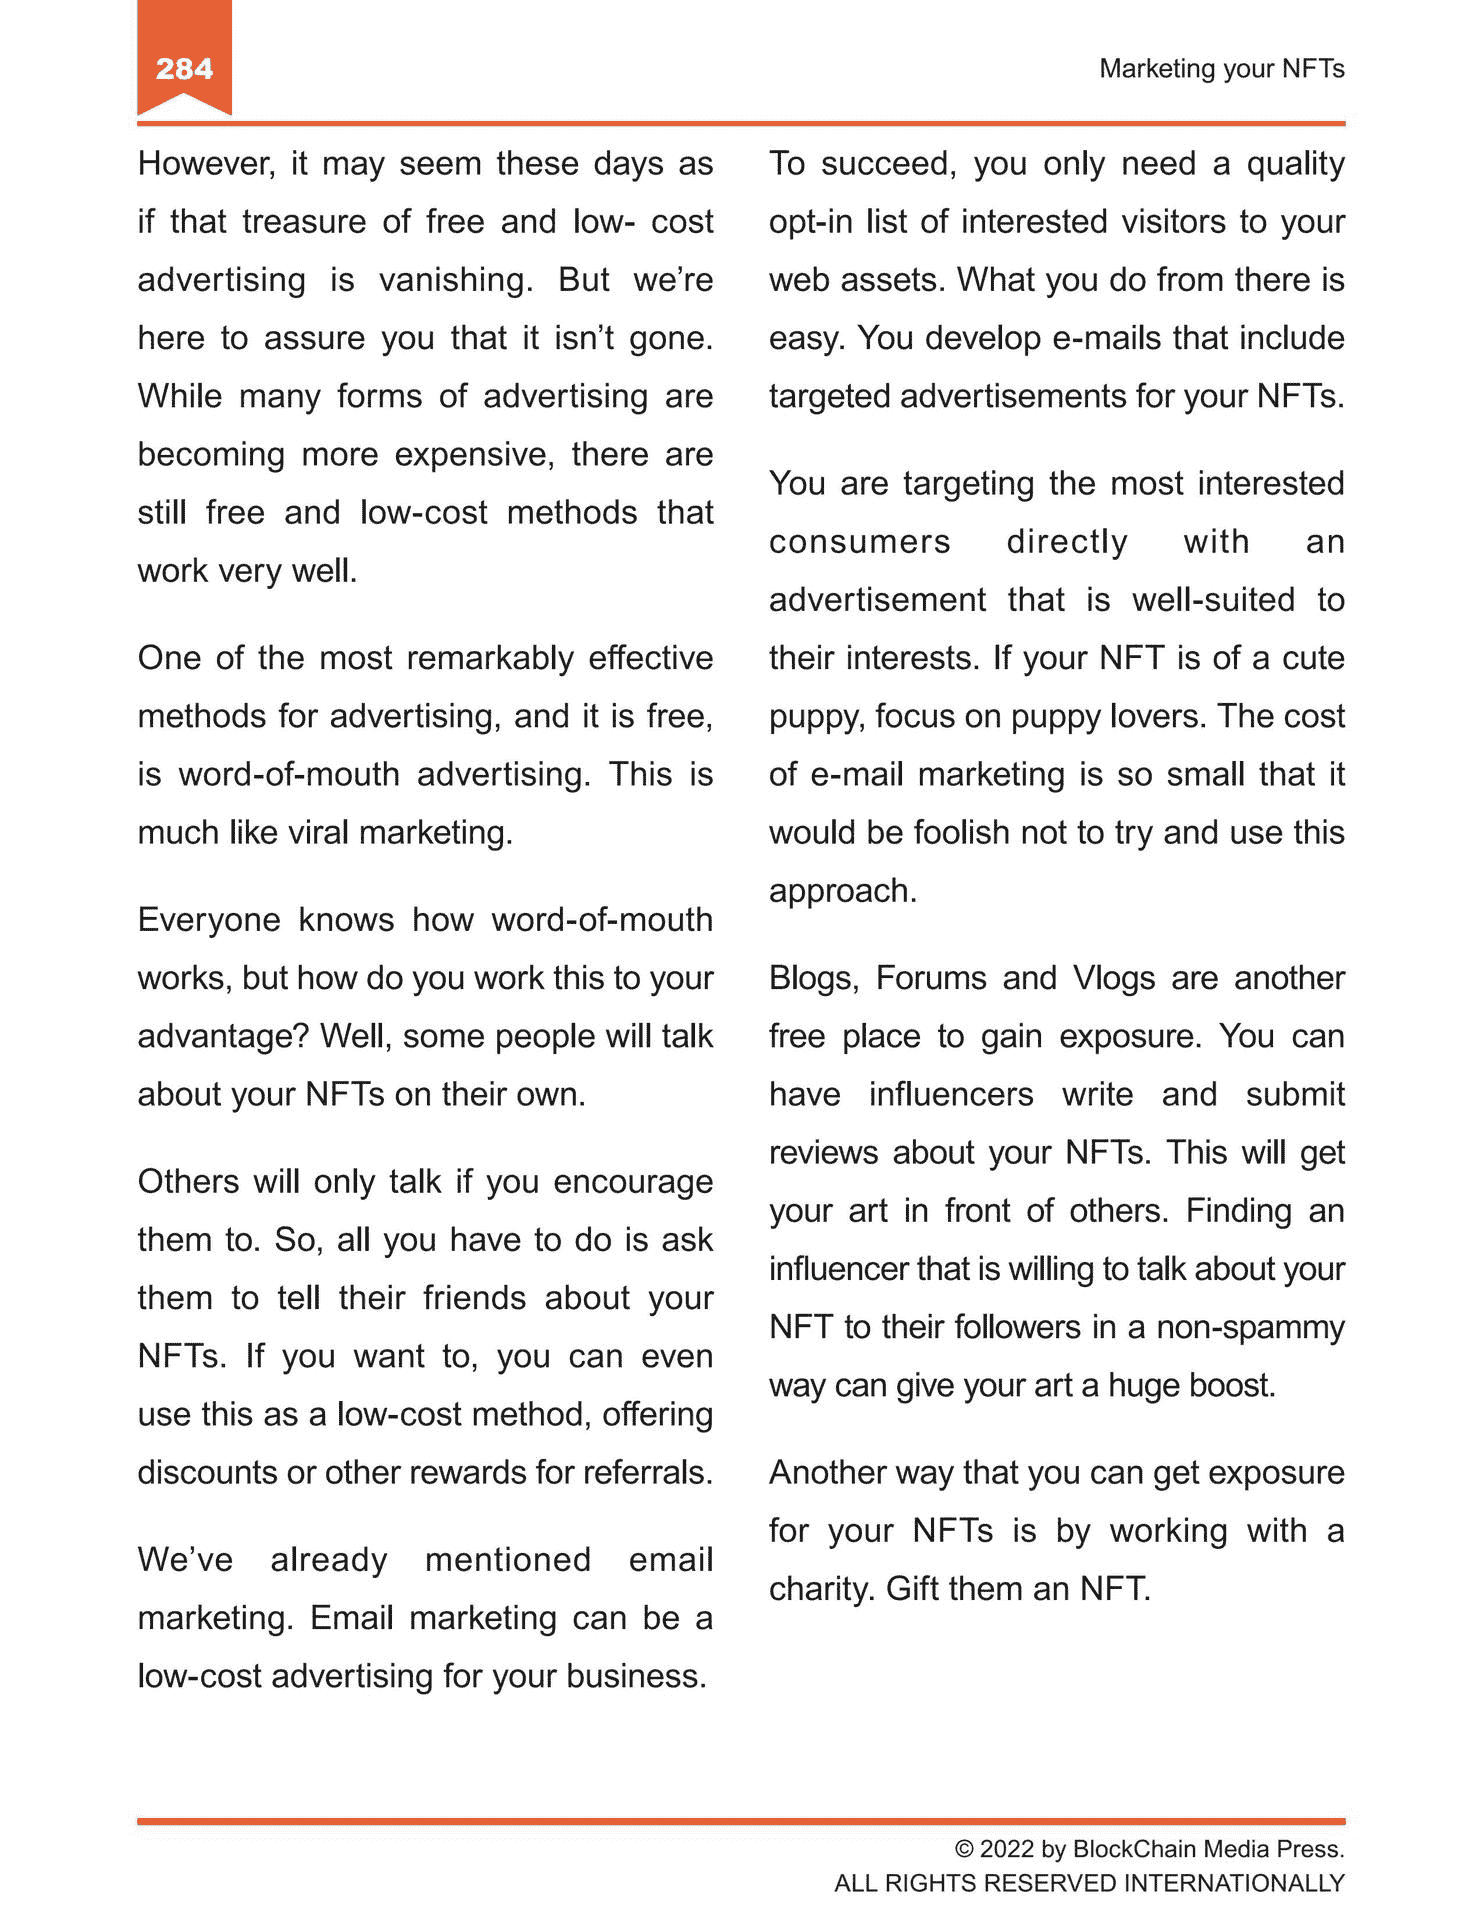 284
Marketing your NFTs
However, it may seem these days as
if that treasure of free and low- cost
advertising is vanishing. But we’re
here to assure you that it isn’t gone.
While many forms of advertising are
becoming more expensive, there are
still free and low-cost methods that
work very well.
One of the most remarkably effective
methods for advertising, and it is free,
is word-of-mouth advertising. This is
much like viral marketing.
Everyone knows how word-of-mouth
works, but how do you work this to your
advantage? Well, some people will talk
about your NFTs on their own.
Others will only talk if you encourage
them to. So, all you have to do is ask
them to tell their friends about your
NFTs. If you want to, you can even
use this as a low-cost method, offering
discounts or other rewards for referrals.
We’ve already mentioned email
marketing. Email marketing can be a
low-cost advertising for your business.
To succeed, you only need a quality
opt-in list of interested visitors to your
web assets. What you do from there is
easy. You develop e-mails that include
targeted advertisements for your NFTs.
You are targeting the most interested
consumers directly with an
advertisement that is well-suited to
their interests. If your NFT is of a cute
puppy, focus on puppy lovers. The cost
of e-mail marketing is so small that it
would be foolish not to try and use this
approach.
Blogs, Forums and Vlogs are another
free place to gain exposure. You can
have influencers write and submit
reviews about your NFTs. This will get
your art in front of others. Finding an
influencer that is willing to talk about your
NFT to their followers in a non-spammy
way can give your art a huge boost.
Another way that you can get exposure
for your NFTs is by working with a
charity. Gift them an NFT.
© 2022 by BlockChain Media Press.
ALL RIGHTS RESERVED INTERNATIONALLY